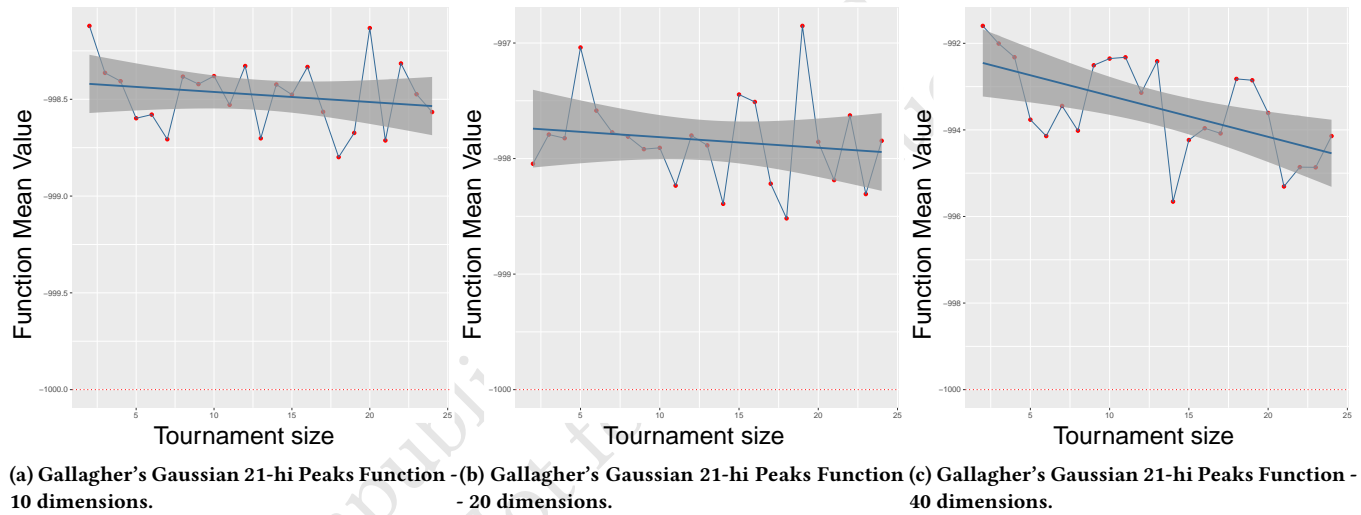 Function Mean Value
−998.5
−999.0
−999.5
−1000.0
5
10
15
20
25
Tournament size
Function Mean Value
−997
−998
−999
−1000
5
10
15
20
25
Tournament size
Function Mean Value
−992
−994
−996
−998
−1000
5
10
15
20
25
Tournament size
(a) Gallagher's Gaussian 21-hi Peaks Function -
10 dimensions.
(b) Gallagher's Gaussian 21-hi Peaks Function
- 20 dimensions.
(c) Gallagher's Gaussian 21-hi Peaks Function -
40 dimensions.